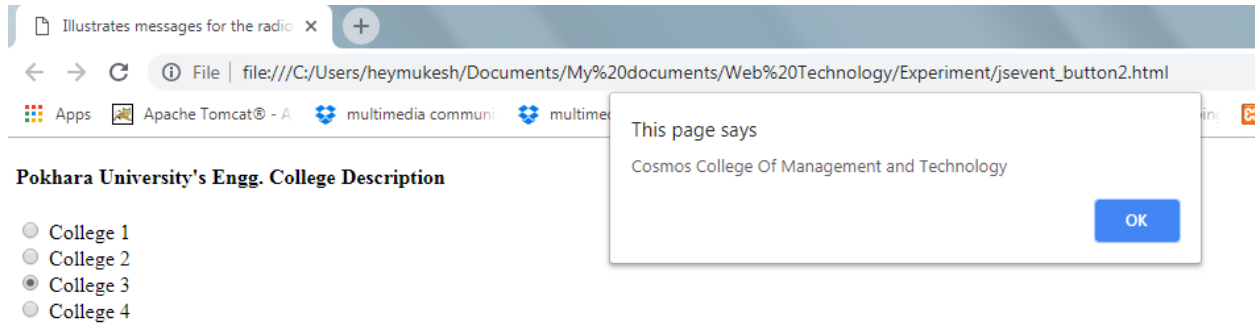 Illustrates messages for the radio
File | file:///C:/Users/heymukesh/Documents/My%20documents/Web%20Technology/Experiment/jsevent_button2.html
Apps Apache Tomcat® - A multimedia communi multimed
This page says
Cosmos College Of Management and Technology
OK
Pokhara University's Engg. College Description
College 1
College 2
College 3
College 4